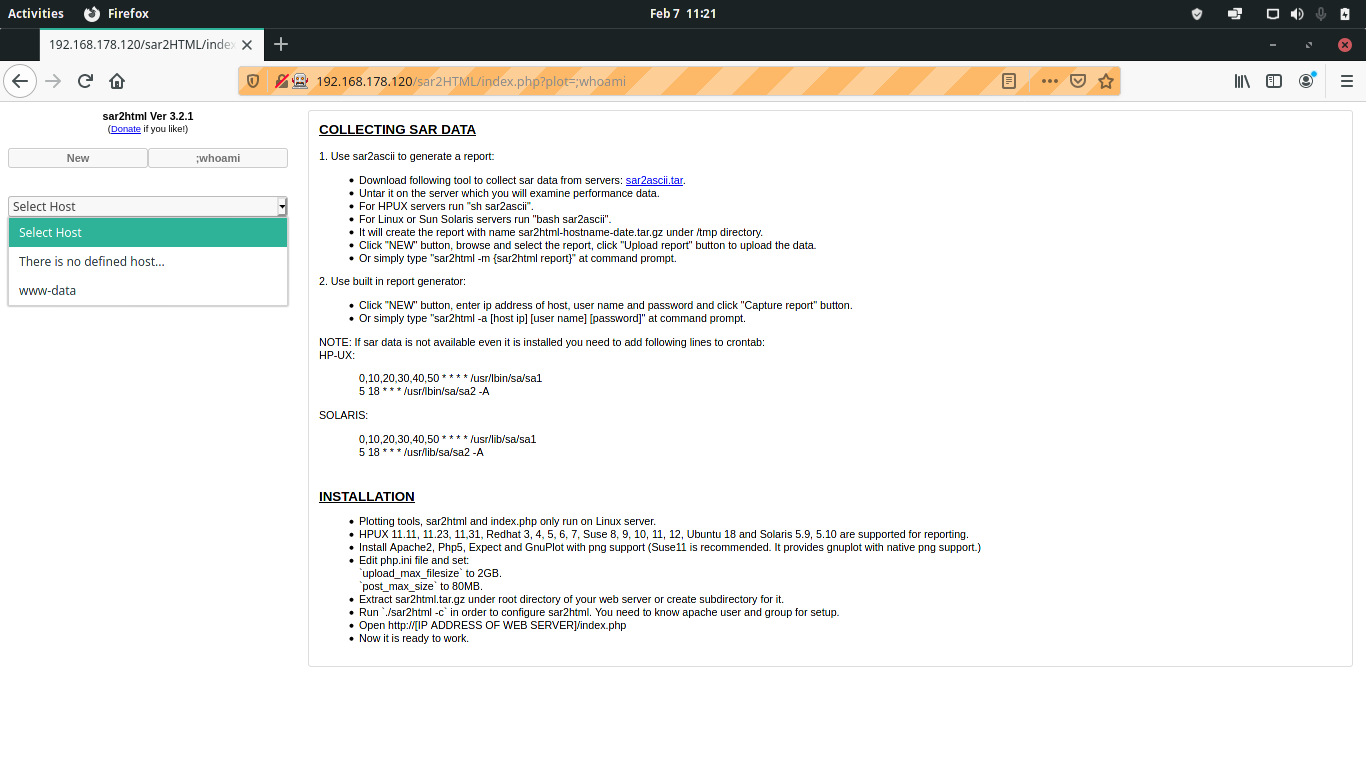 Activities Firefox Feb 7 11:21
192.168.178.120/sar2HTML/inde
192.168.178.120/sar2HTML/index.php?plot=;whoami
sar2html Ver 3.2.1
(Donate if you like!)
New ;whoami
Select Host
Select Host
There is no defined host...
www-data
COLLECTING SAR DATA
1. Use sar2ascii to generate a report:
Download following tool to collect sar data from servers: sar2ascii.tar.
Untar it on the server which you will examine performance data.
For HPUX servers run "sh sar2ascii".
For Linux or Sun Solaris servers run "bash sar2ascii".
It will create the report with name sar2html-hostname-date.tar.gz under /tmp directory.
Click "NEW" button, browse and select the report, click "Upload report" button to upload the data.
Or simply type "sar2html -m {sar2html report}" at command prompt.
2. Use built in report generator:
Click "NEW" button, enter ip address of host, user name and password and click "Capture report" button.
Or simply type "sar2html -a [host ip] [user name] [password]" at command prompt.
NOTE: If sar data is not available even it is installed you need to add following lines to crontab:
HP-UX:
0,10,20,30,40,50 * * * * /usr/lbin/sa/sa1
5 18 * * * /usr/lbin/sa/sa2 -A
SOLARIS:
0,10,20,30,40,50 * * * * /usr/lib/sa/sa1
5 18 * * * /usr/lib/sa/sa2 -A
INSTALLATION
Plotting tools, sar2html and index.php only run on Linux server.
HPUX 11.11, 11.23, 11,31, Redhat 3, 4, 5, 6, 7, Suse 8, 9, 10, 11, 12, Ubuntu 18 and Solaris 5.9, 5.10 are supported for reporting.
Install Apache2, Php5, Expect and GnuPlot with png support (Suse11 is recommended. It provides gnuplot with native png support.)
Edit php.ini file and set:
`upload_max_filesize` to 2GB.
`post_max_size` to 80MB.
Extract sar2html.tar.gz under root directory of your web server or create subdirectory for it.
Run `./sar2html -c` in order to configure sar2html. You need to know apache user and group for setup.
Open http://[IP ADDRESS OF WEB SERVER]/index.php
Now it is ready to work.